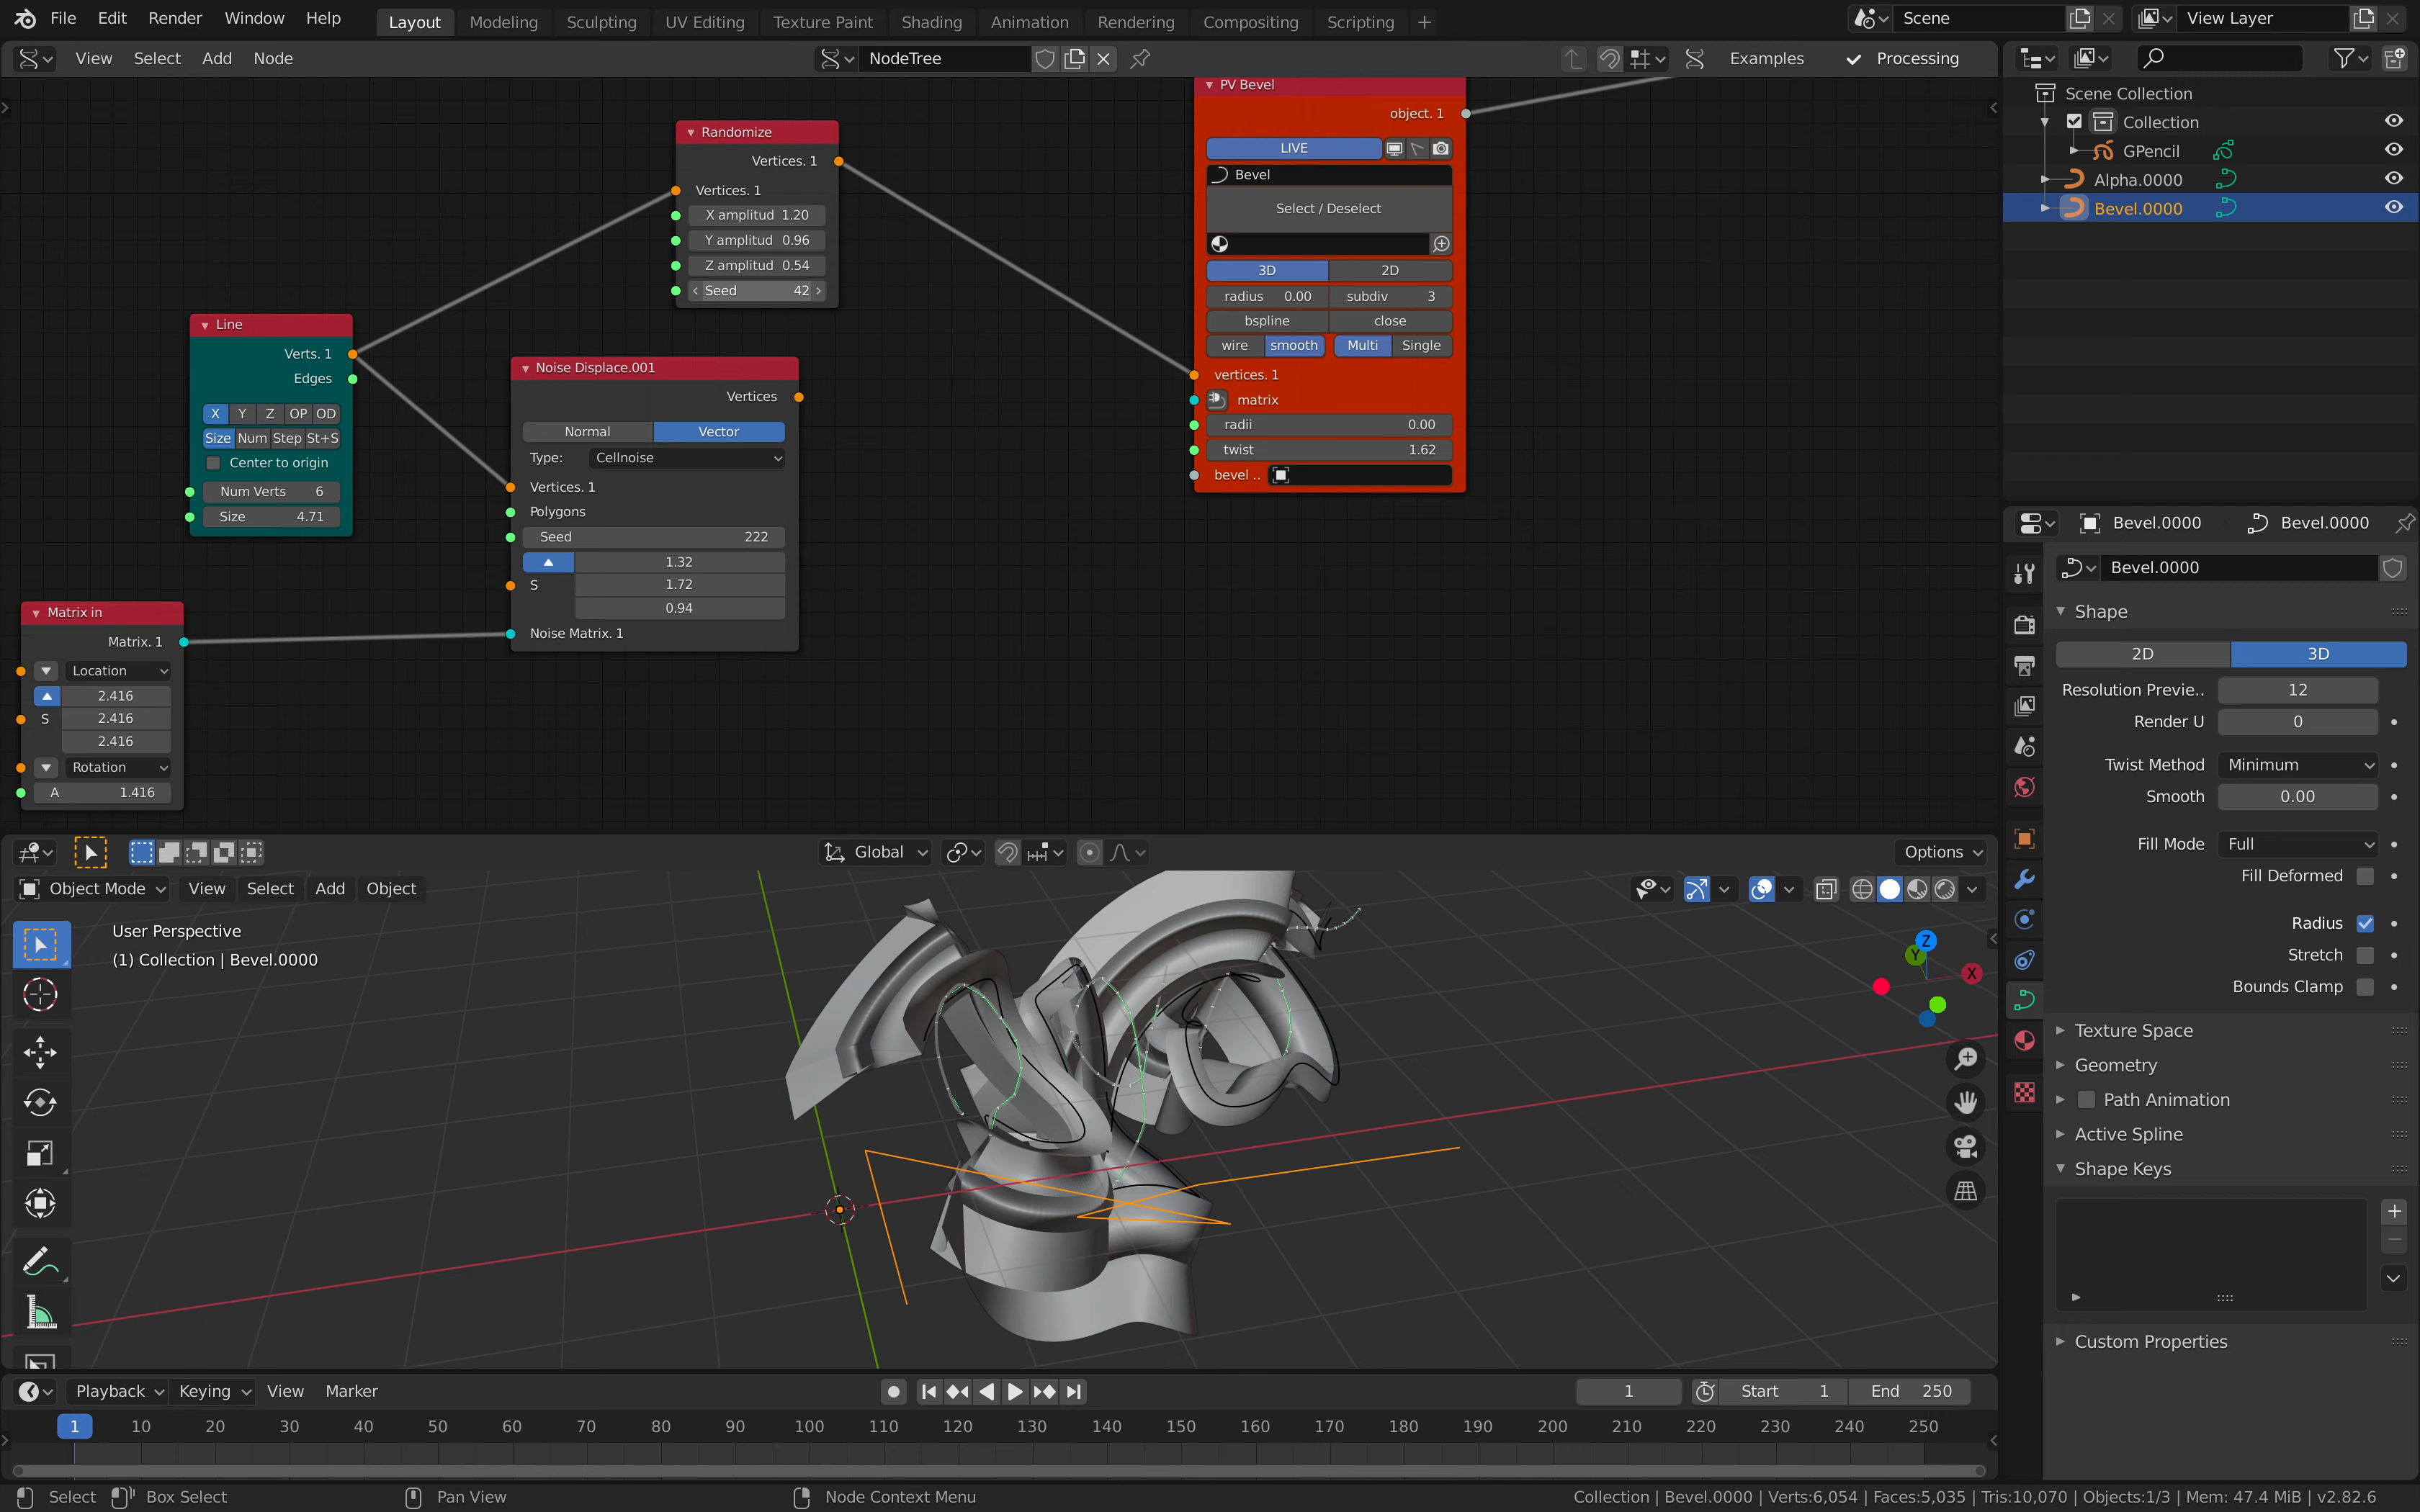 File Edit Render Window Help Layout Modeling Sculpting UV Editing Texture Paint Shading Animation Rendering Compositing Scripting + Scene View Layer
View Select Add Node NodeTree Examples Processing
PV Bevel
object. 1
LIVE
Bevel
Select / Deselect
3D 2D
radius 0.00 subdiv 3
bspline close
wire smooth Multi Single
vertices. 1
matrix
radii 0.00
twist 1.62
bevel ..
Randomize
Vertices. 1
Vertices. 1
X amplitud 1.20
Y amplitud 0.96
Z amplitud 0.54
Seed 42
Line
Verts. 1
Edges
X Y Z OP OD
Size Num Step St+S
Center to origin
Num Verts 6
Size 4.71
Noise Displace.001
Vertices
Normal Vector
Type: Cellnoise
Vertices. 1
Polygons
Seed 222
1.32
S 1.72
0.94
Noise Matrix. 1
Matrix in
Matrix. 1
Location
2.416
S 2.416
2.416
Rotation
A 1.416
Scene Collection
Collection
GPencil
Alpha.0000
Bevel.0000
Bevel.0000 Bevel.0000
Bevel.0000
Shape
2D 3D
Resolution Previe.. 12
Render U 0
Twist Method Minimum
Smooth 0.00
Fill Mode Full
Fill Deformed
Radius
Stretch
Bounds Clamp
Texture Space
Geometry
Path Animation
Active Spline
Shape Keys
Custom Properties
Global Options
Object Mode View Select Add Object
User Perspective
(1) Collection | Bevel.0000
Z
Y
X
Playback Keying View Marker 1 Start 1 End 250
1 10 20 30 40 50 60 70 80 90 100 110 120 130 140 150 160 170 180 190 200 210 220 230 240 250
Select Box Select Pan View Node Context Menu Collection | Bevel.0000 | Verts:6,054 | Faces:5,035 | Tris:10,070 | Objects:1/3 | Mem: 47.4 MiB | v2.82.6